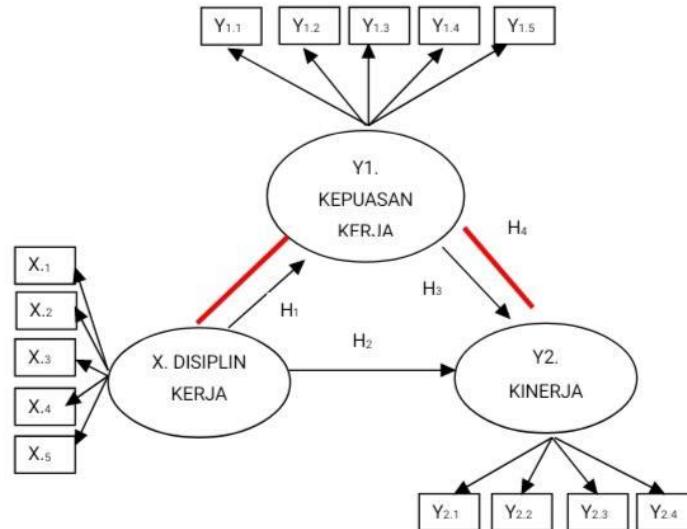 Y1.1 Y1.2 Y1.3 Y1.4 Y1.5
Y1.
KEPUASAN
KERJA
H4
X.1
X.2
X.3
X.4
X.5
H1
H3
H2
X. DISIPLIN
KERJA
Y2.
KINERJA
Y2.1 Y2.2 Y2.3 Y2.4